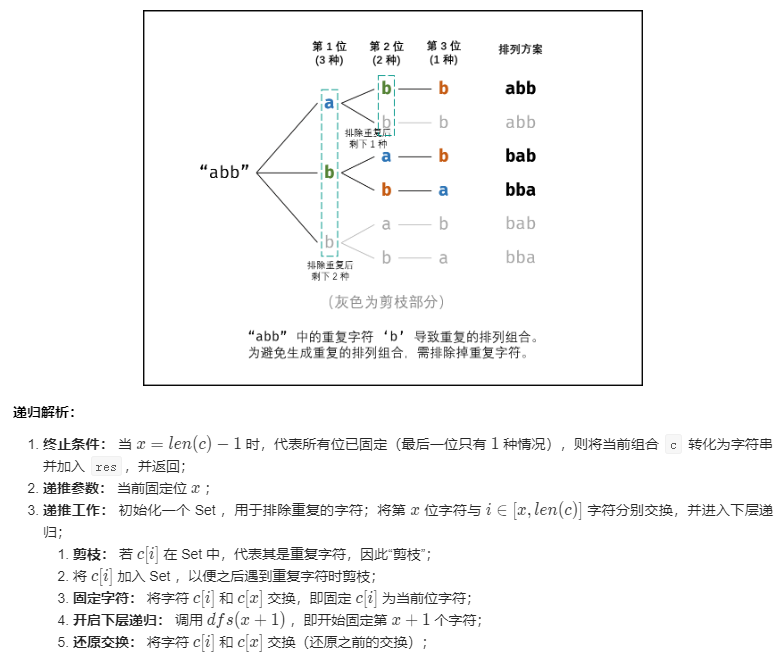 第 1 位 第 2 位 第 3 位 排列方案
(3 种) (2 种) (1 种)
b b abb
a
b b abb
排除重复后
剩下 1 种
a b bab
“abb” b
b a bba
a b bab
b
排除重复后
剩下 2 种
b a bba
（灰色为剪枝部分）
“abb” 中的重复字符 ‘b’ 导致重复的排列组合。
为避免生成重复的排列组合，需排除掉重复字符。
递归解析：
1. 终止条件： 当 x = len(c) − 1 时，代表所有位已固定（最后一位只有 1 种情况），则将当前组合 c 转化为字符串
并加入 res ，并返回；
2. 递推参数： 当前固定位 x ；
3. 递推工作： 初始化一个 Set ，用于排除重复的字符；将第 x 位字符与 i ∈ [x, len(c)] 字符分别交换，并进入下层递
归；
1. 剪枝： 若 c[i] 在 Set 中，代表其是重复字符，因此“剪枝”；
2. 将 c[i] 加入 Set ，以便之后遇到重复字符时剪枝；
3. 固定字符： 将字符 c[i] 和 c[x] 交换，即固定 c[i] 为当前位字符；
4. 开启下层递归： 调用 dfs(x + 1) ，即开始固定第 x + 1 个字符；
5. 还原交换： 将字符 c[i] 和 c[x] 交换（还原之前的交换）；